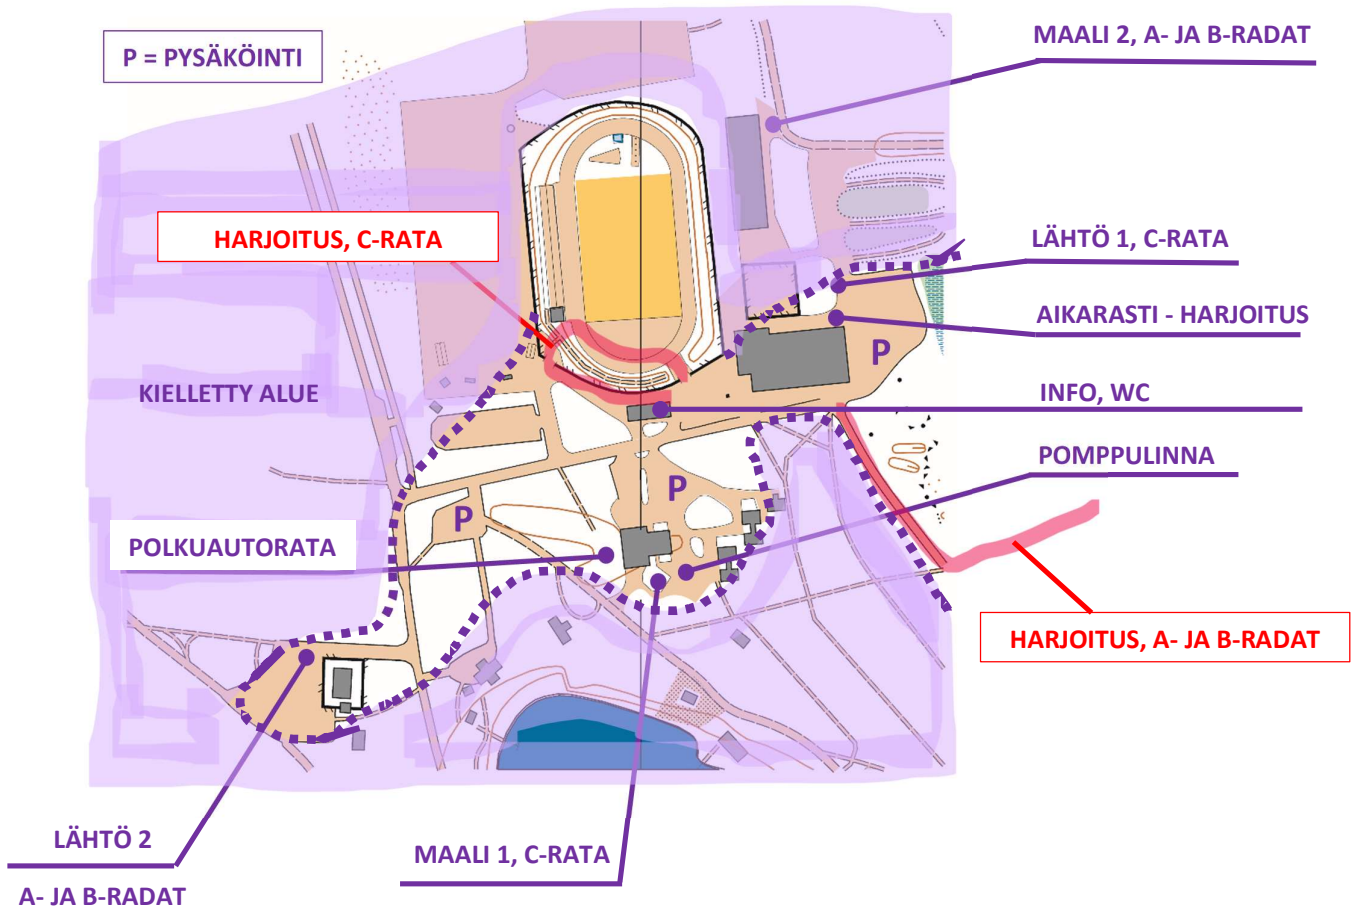 MAALI 2, A- JA B-RADAT
P = PYSÄKÖINTI
HARJOITUS, C-RATA
LÄHTÖ 1, C-RATA
AIKARASTI - HARJOITUS
P
KIELLETTY ALUE
INFO, WC
POMPPULINNA
P
P
POLKUAUTORATA
HARJOITUS, A- JA B-RADAT
LÄHTÖ 2
A- JA B-RADAT
MAALI 1, C-RATA